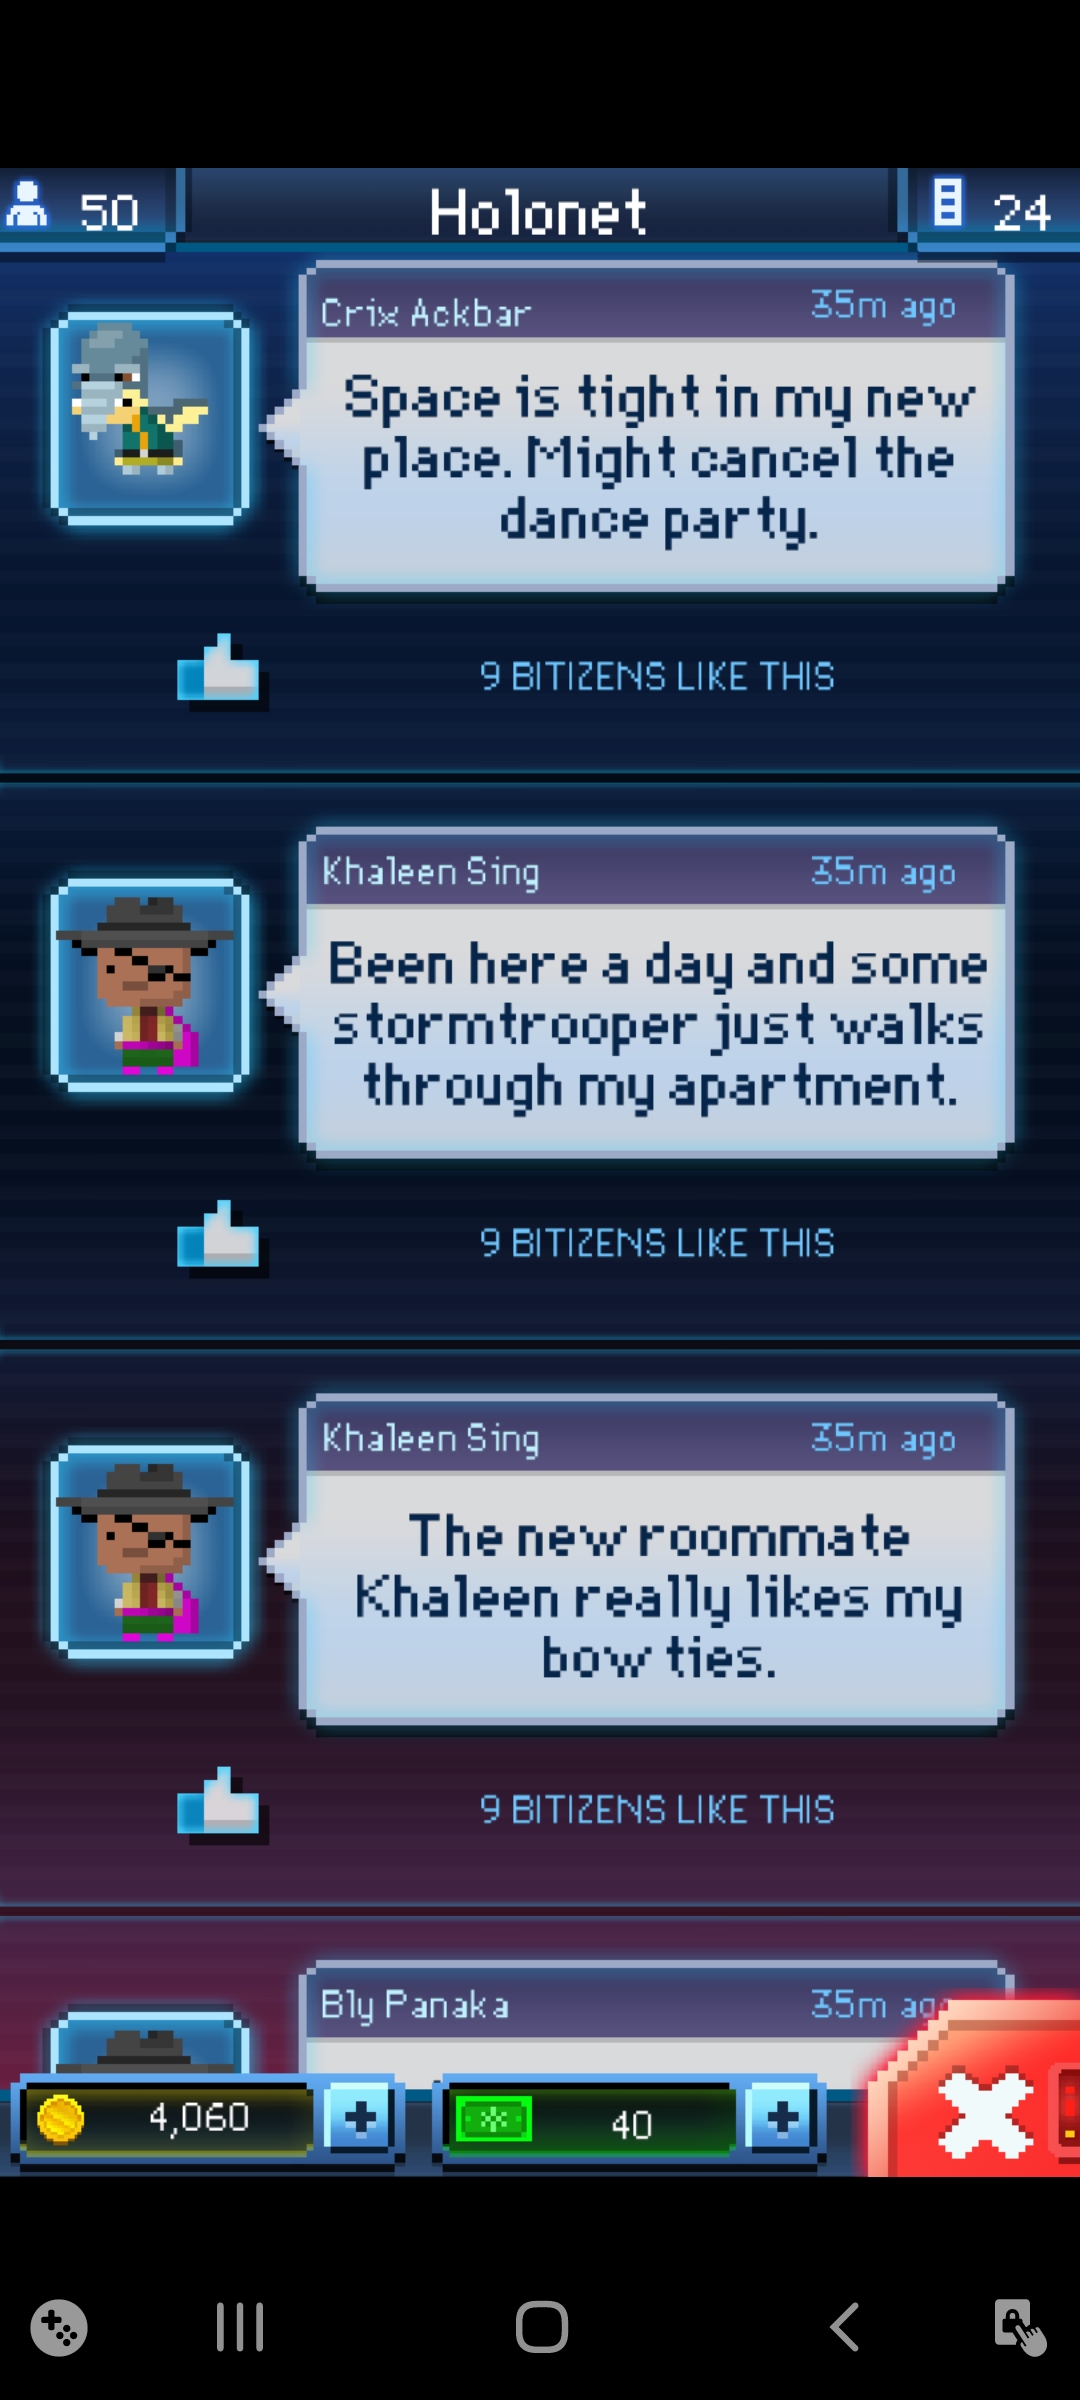 50
Holonet
24
Crix Ackbar
35m ago
Space is tight in my new
place. Might cancel the
dance party.
9 BITIZENS LIKE THIS
Khaleen Sing
35m ago
Been here a day and some
stormtrooper just walks
through my apartment.
9 BITIZENS LIKE THIS
Khaleen Sing
35m ago
The new roommate
Khaleen really likes my
bow ties.
9 BITIZENS LIKE THIS
Bly Panaka
35m ago
4,060
40